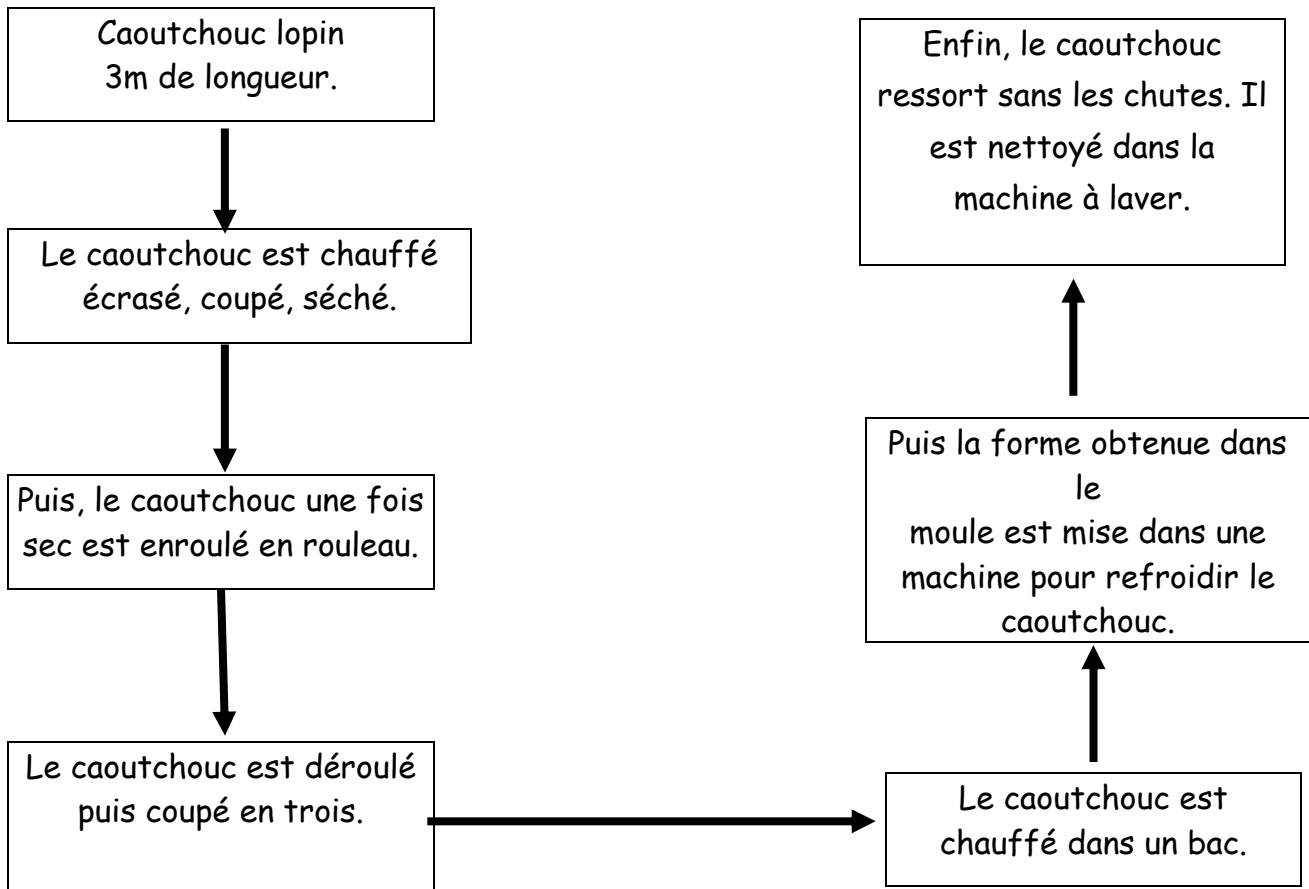 Caoutchouc lopin
3m de longueur.
Le caoutchouc est chauffé
écrasé, coupé, séché.
Puis, le caoutchouc une fois
sec est enroulé en rouleau.
Le caoutchouc est déroulé
puis coupé en trois.
Le caoutchouc est
chauffé dans un bac.
Puis la forme obtenue dans
le
moule est mise dans une
machine pour refroidir le
caoutchouc.
Enfin, le caoutchouc
ressort sans les chutes. Il
est nettoyé dans la
machine à laver.